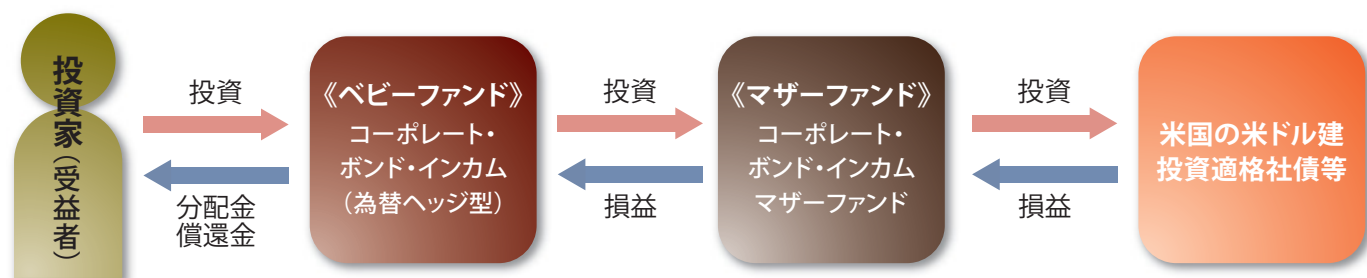 投資家（受益者）
投資
分配金
償還金
《ベビーファンド》
コーポレート・
ボンド・インカム
（為替ヘッジ型）
投資
損益
《マザーファンド》
コーポレート・
ボンド・インカム
マザーファンド
投資
損益
米国の米ドル建
投資適格社債等